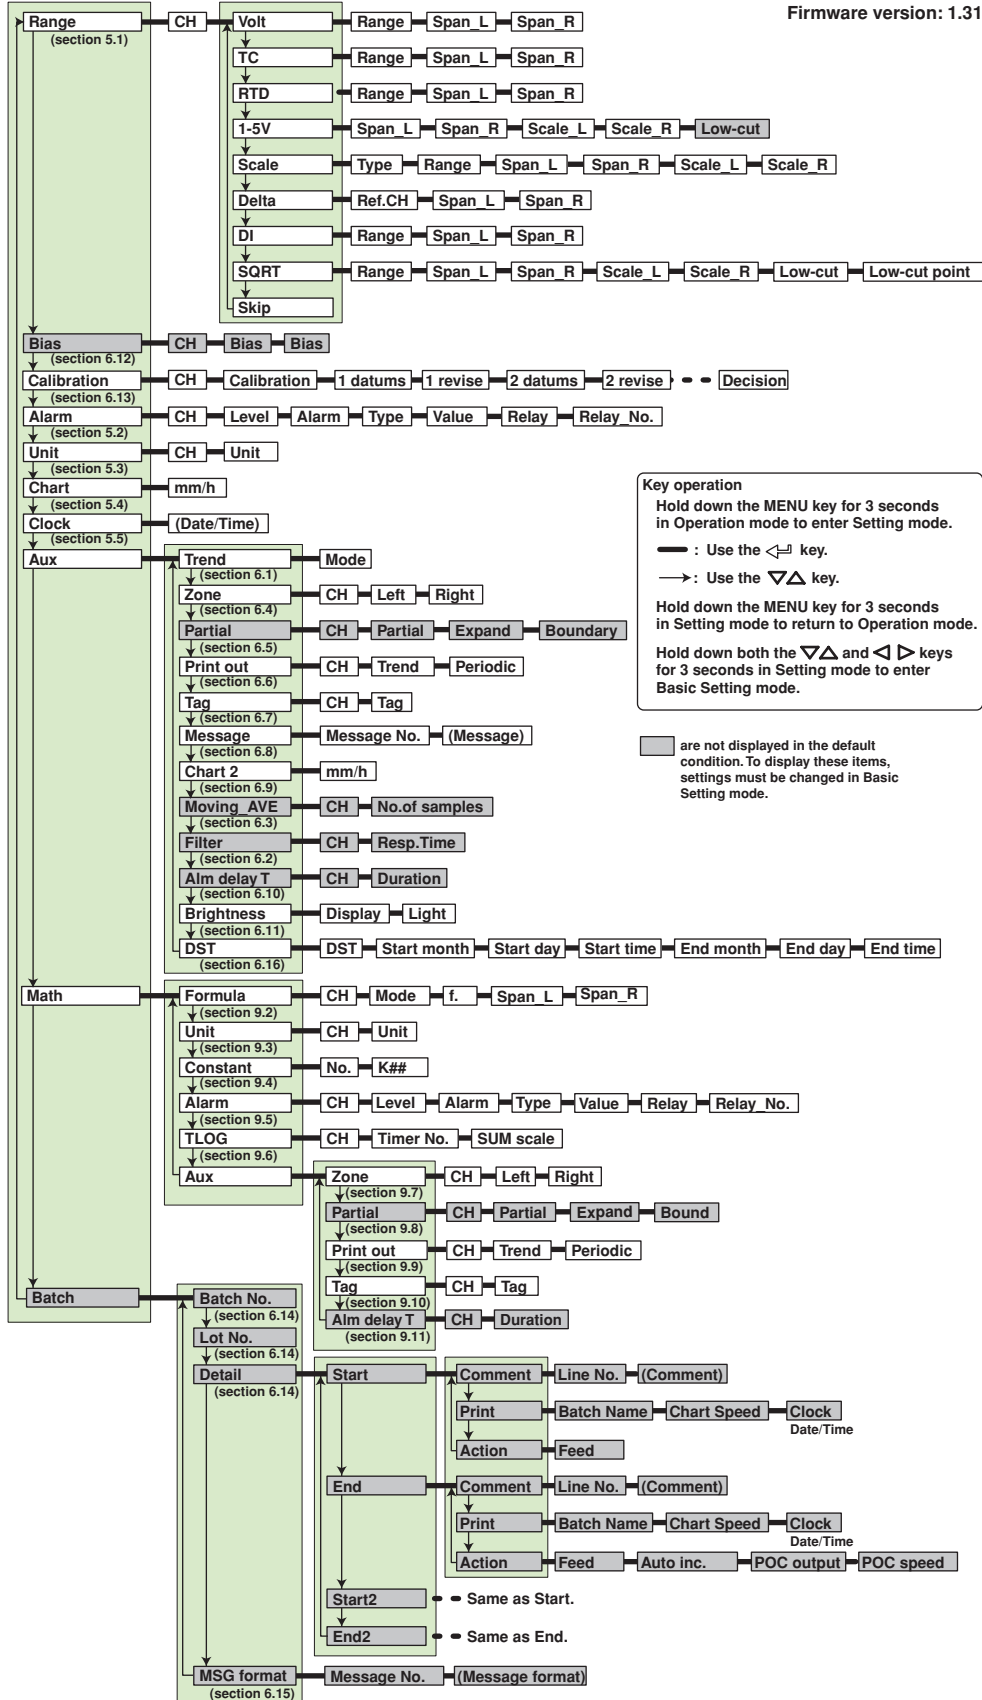 Firmware version: 1.31
Range CH Volt Range Span_L Span_R
(section 5.1)
TC Range Span_L Span_R
RTD Range Span_L Span_R
1-5V Span_L Span_R Scale_L Scale_R Low-cut
Scale Type Range Span_L Span_R Scale_L Scale_R
Delta Ref.CH Span_L Span_R
DI Range Span_L Span_R
SQRT Range Span_L Span_R Scale_L Scale_R Low-cut Low-cut point
Skip
Bias CH Bias Bias
(section 6.12)
Calibration CH Calibration 1 datums 1 revise 2 datums 2 revise Decision
(section 6.13)
Alarm CH Level Alarm Type Value Relay Relay_No.
(section 5.2)
Unit CH Unit
(section 5.3)
Chart mm/h
(section 5.4)
Clock (Date/Time)
(section 5.5)
Key operation
Hold down the MENU key for 3 seconds
in Operation mode to enter Setting mode.
: Use the key.
: Use the key.
Hold down the MENU key for 3 seconds
in Setting mode to return to Operation mode.
Hold down both the and keys
for 3 seconds in Setting mode to enter
Basic Setting mode.
are not displayed in the default
condition. To display these items,
settings must be changed in Basic
Setting mode.
Aux Trend Mode
(section 6.1)
Zone CH Left Right
(section 6.4)
Partial CH Partial Expand Boundary
(section 6.5)
Print out CH Trend Periodic
(section 6.6)
Tag CH Tag
(section 6.7)
Message Message No. (Message)
(section 6.8)
Chart 2 mm/h
(section 6.9)
Moving_AVE CH No.of samples
(section 6.3)
Filter CH Resp.Time
(section 6.2)
Alm delay T CH Duration
(section 6.10)
Brightness Display Light
(section 6.11)
DST DST Start month Start day Start time End month End day End time
(section 6.16)
Math Formula CH Mode f. Span_L Span_R
(section 9.2)
Unit CH Unit
(section 9.3)
Constant No. K##
(section 9.4)
Alarm CH Level Alarm Type Value Relay Relay_No.
(section 9.5)
TLOG CH Timer No. SUM scale
(section 9.6)
Aux Zone CH Left Right
(section 9.7)
Partial CH Partial Expand Bound
(section 9.8)
Print out CH Trend Periodic
(section 9.9)
Tag CH Tag
(section 9.10)
Alm delay T CH Duration
(section 9.11)
Batch Batch No.
(section 6.14)
Lot No.
(section 6.14)
Detail Start Comment Line No. (Comment)
(section 6.14)
Print Batch Name Chart Speed Clock
Date/Time
Action Feed
End Comment Line No. (Comment)
Print Batch Name Chart Speed Clock
Date/Time
Action Feed Auto inc. POC output POC speed
Start2 Same as Start.
End2 Same as End.
MSG format Message No. (Message format)
(section 6.15)